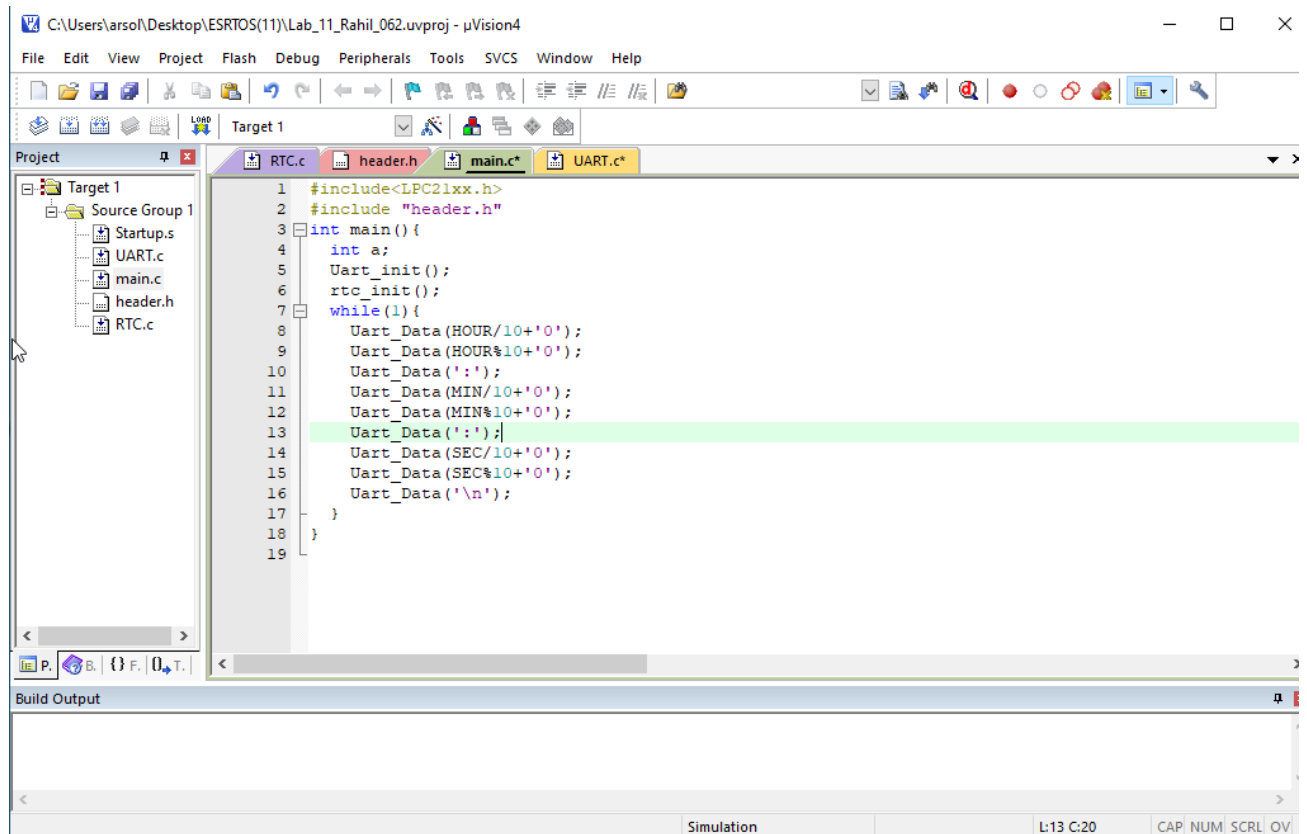 C:\Users\arsol\Desktop\ESRTOS(11)\Lab_11_Rahil_062.uvproj - µVision4
File Edit View Project Flash Debug Peripherals Tools SVCS Window Help
LOAD Target 1
Project
RTC.c header.h main.c* UART.c*
Target 1
Source Group 1
Startup.s
UART.c
main.c
header.h
RTC.c
1 #include<LPC21xx.h>
2 #include "header.h"
3 int main(){
4 int a;
5 Uart_init();
6 rtc_init();
7 while(1){
8 Uart_Data(HOUR/10+'0');
9 Uart_Data(HOUR%10+'0');
10 Uart_Data(':');
11 Uart_Data(MIN/10+'0');
12 Uart_Data(MIN%10+'0');
13 Uart_Data(':');
14 Uart_Data(SEC/10+'0');
15 Uart_Data(SEC%10+'0');
16 Uart_Data('\n');
17 }
18 }
19
P. B. {} F. 0 T.
Build Output
Simulation L:13 C:20 CAP NUM SCRL OV